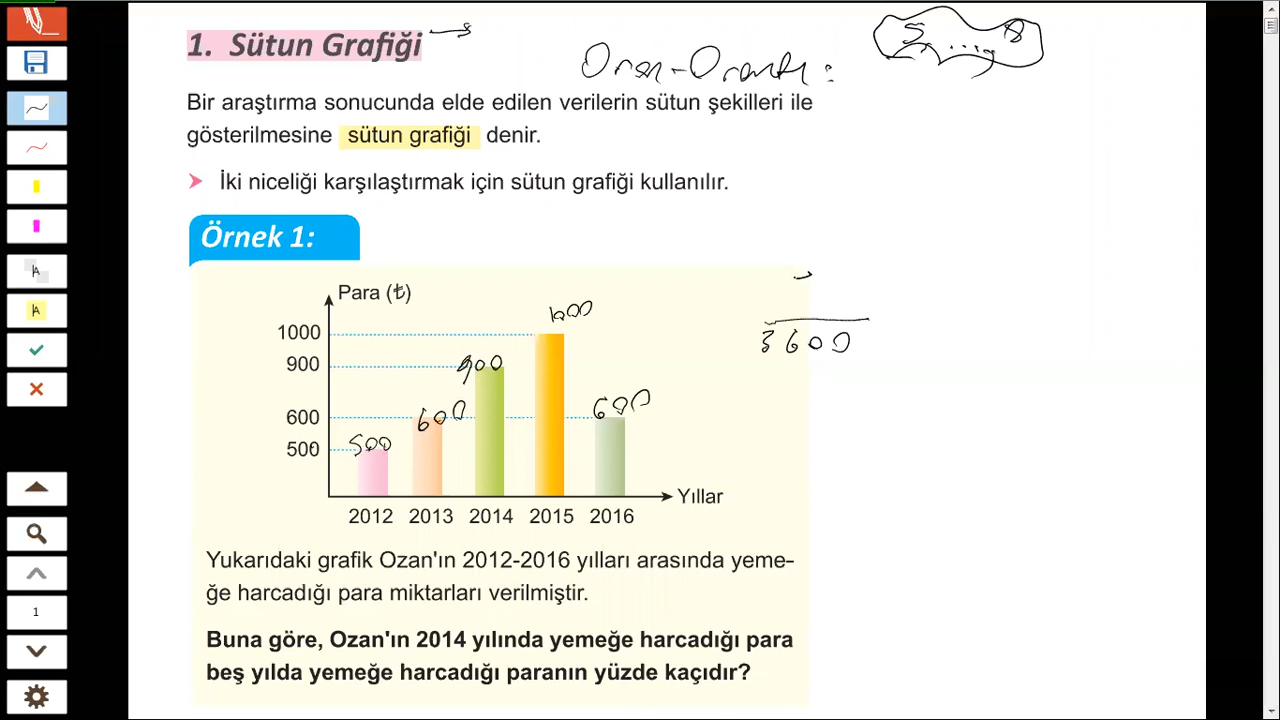 1. Sütun Grafiği
Oran-Orantı :
5 ... 8
Bir araştırma sonucunda elde edilen verilerin sütun şekilleri ile
gösterilmesine sütun grafiği denir.
➤ İki niceliği karşılaştırmak için sütun grafiği kullanılır.
Örnek 1:
Para (₺)
1000
900
600
500
500
600
900
1000
600
3600
Yıllar
2012 2013 2014 2015 2016
Yukarıdaki grafik Ozan'ın 2012-2016 yılları arasında yeme-
ğe harcadığı para miktarları verilmiştir.
Buna göre, Ozan'ın 2014 yılında yemeğe harcadığı para
beş yılda yemeğe harcadığı paranın yüzde kaçıdır?
A
A
1